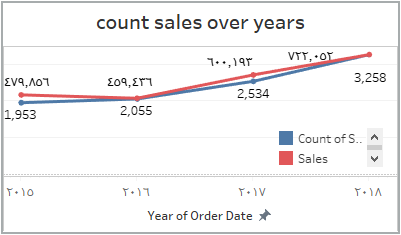 count sales over years
٤٧٩,٨٥٦
٤٥٩,٤٣٦
٦٠٠,١٩٣
٧٢٢,٠٥٢
1,953
2,055
2,534
3,258
Count of S..
Sales
٢٠١٥ ٢٠١٦ ٢٠١٧ ٢٠١٨
Year of Order Date